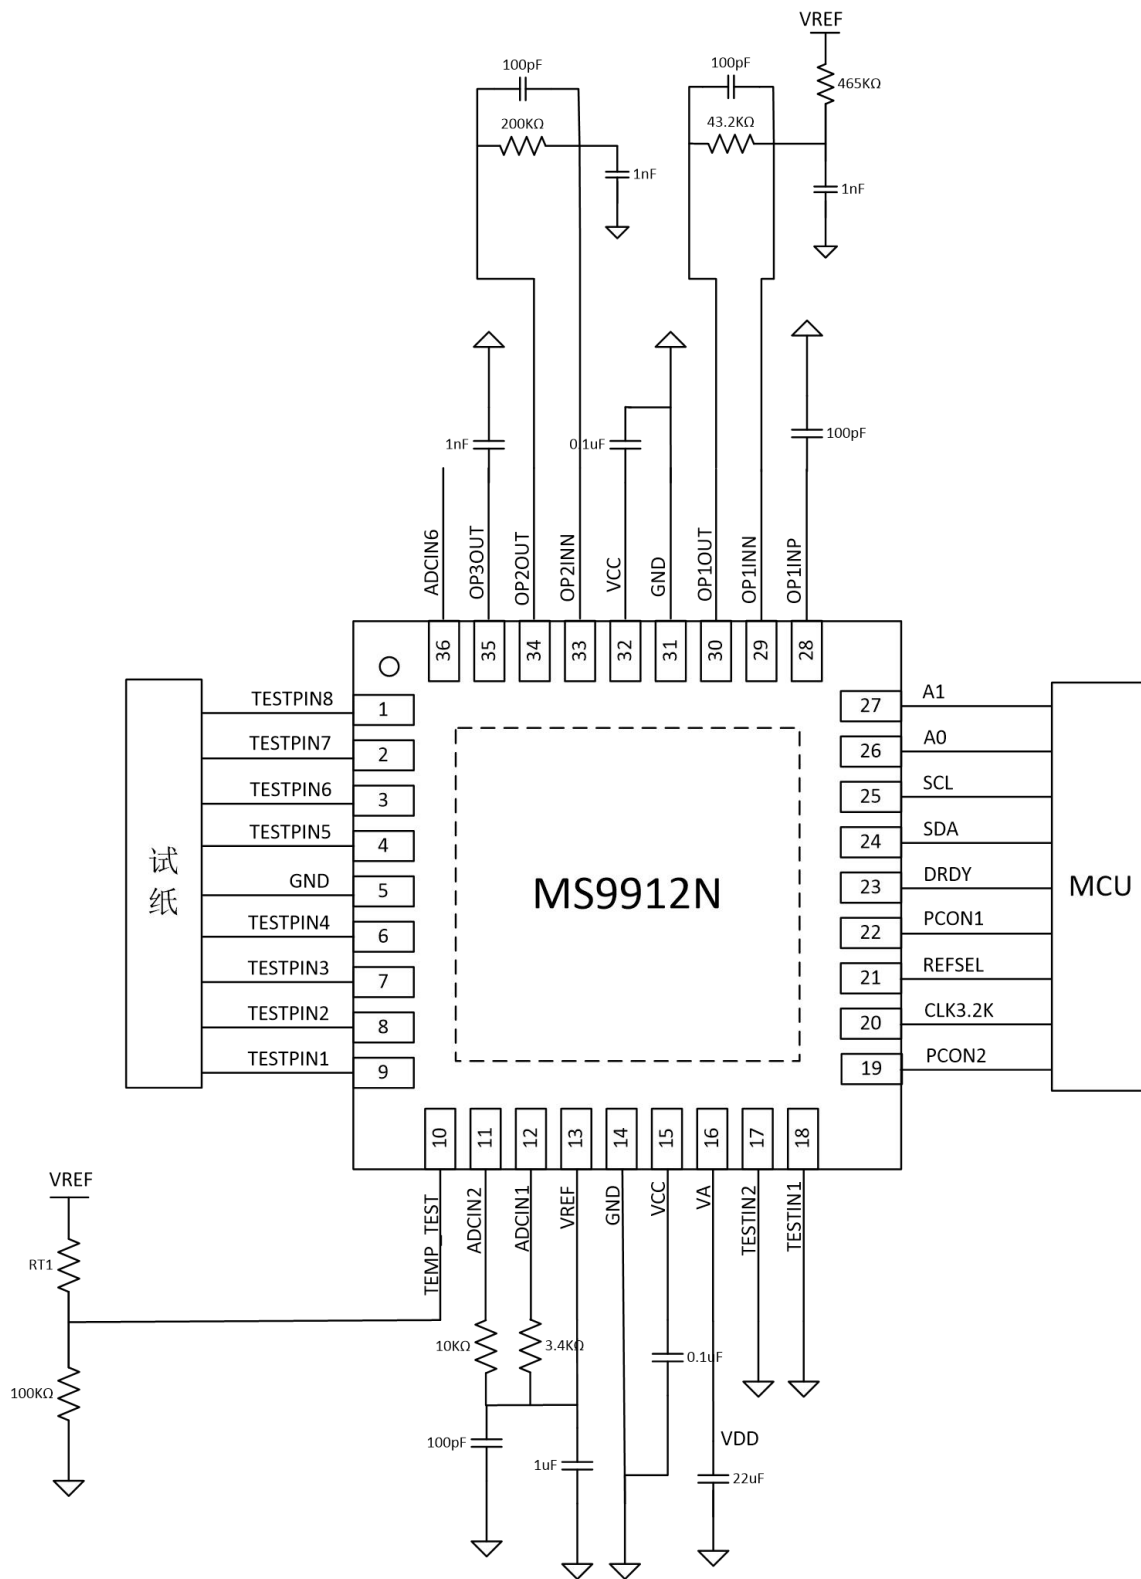 VREF
100pF
100pF
465KΩ
200KΩ
43.2KΩ
1nF
1nF
1nF
0.1uF
100pF
ADCIN6
OP3OUT
OP2OUT
OP2INN
VCC
GND
OP1OUT
OP1INN
OP1INP
36
35
34
33
32
31
30
29
28
TESTPIN8
1
TESTPIN7
2
TESTPIN6
3
TESTPIN5
4
GND
5
TESTPIN4
6
TESTPIN3
7
TESTPIN2
8
TESTPIN1
9
试
纸
MS9912N
27
A1
26
A0
25
SCL
24
SDA
23
DRDY
22
PCON1
21
REFSEL
20
CLK3.2K
19
PCON2
MCU
10
11
12
13
14
15
16
17
18
TEMP_TEST
ADCIN2
ADCIN1
VREF
GND
VCC
VA
TESTIN2
TESTIN1
VREF
RT1
100KΩ
10KΩ
3.4KΩ
0.1uF
100pF
1uF
VDD
22uF